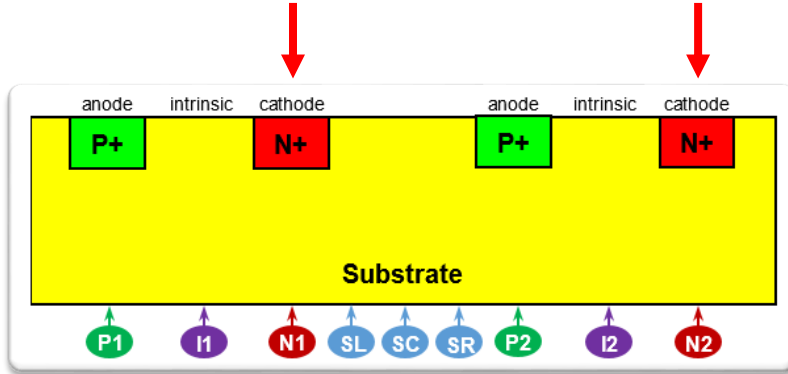 anode intrinsic cathode anode intrinsic cathode
P+ N+ P+ N+
Substrate
P1 I1 N1 SL SC SR P2 I2 N2